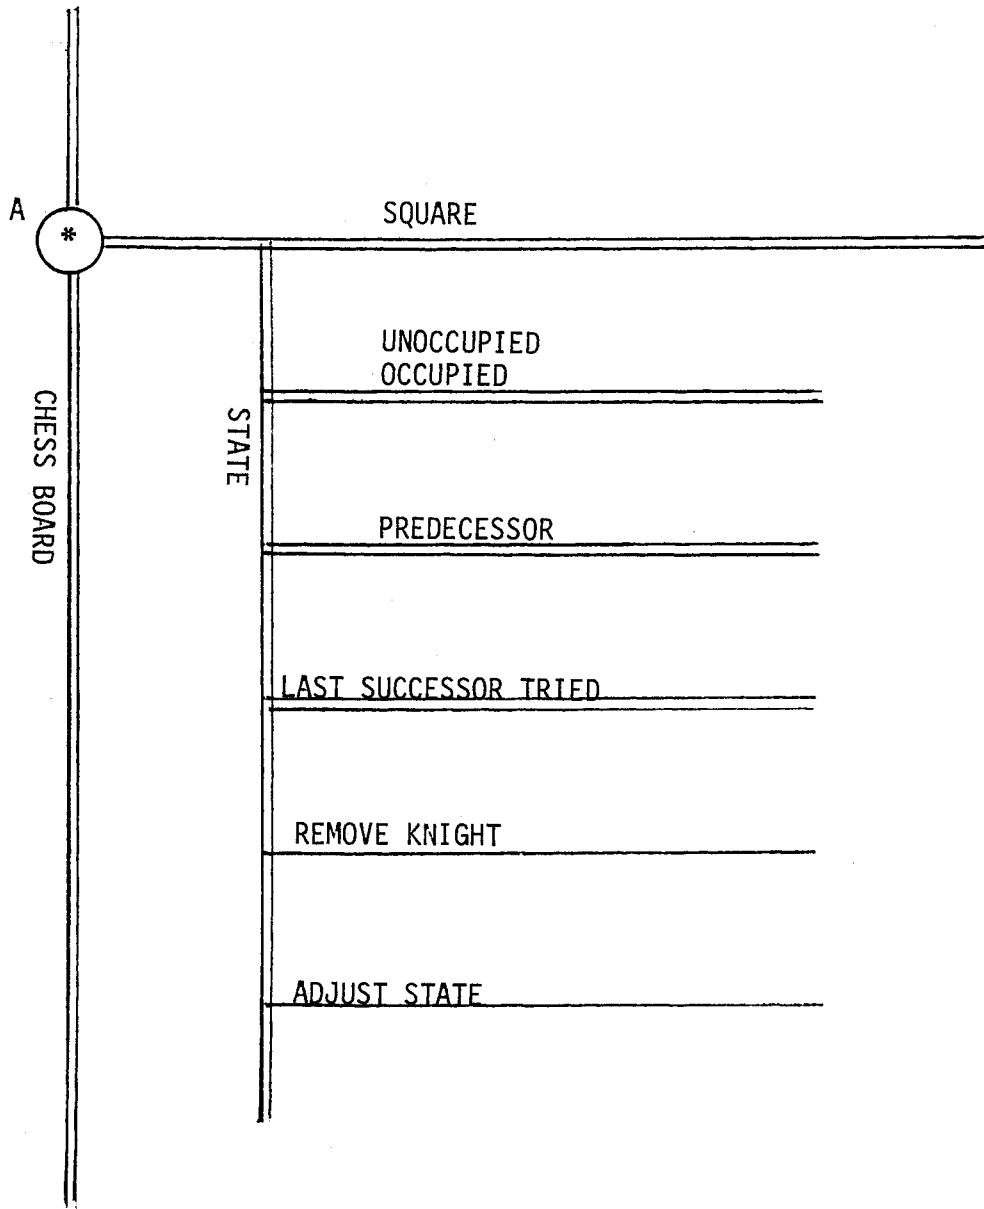 A
*
SQUARE
UNOCCUPIED
OCCUPIED
CHESS BOARD
STATE
PREDECESSOR
LAST SUCCESSOR TRIED
REMOVE KNIGHT
ADJUST STATE